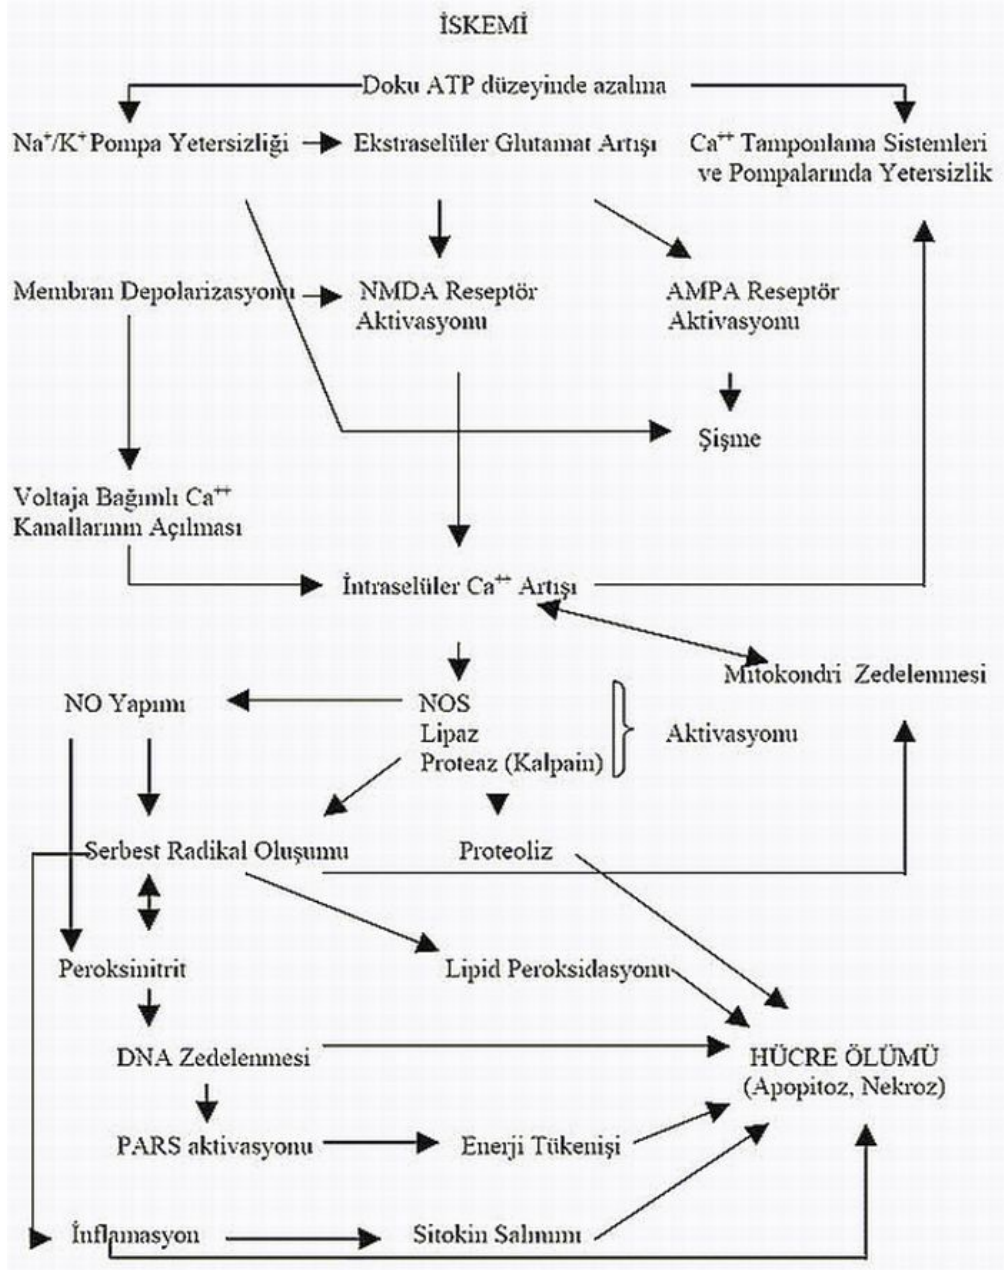 İSKEMİ
Doku ATP düzeyinde azalma
Na⁺/K⁺ Pompa Yetersizliği
Ekstraselüler Glutamat Artışı
Ca⁺⁺ Tamponlama Sistemleri
ve Pompalarında Yetersizlik
Membran Depolarizasyonu
NMDA Reseptör
Aktivasyonu
AMPA Reseptör
Aktivasyonu
Şişme
Voltaja Bağımlı Ca⁺⁺
Kanallarının Açılması
İntraselüler Ca⁺⁺ Artışı
Mitokondri Zedelenmesi
NO Yapımı
NOS
Lipaz
Proteaz (Kalpain)
Aktivasyonu
Serbest Radikal Oluşumu
Proteoliz
Peroksinitrit
Lipid Peroksidasyonu
DNA Zedelenmesi
HÜCRE ÖLÜMÜ
(Apopitoz, Nekroz)
PARS aktivasyonu
Enerji Tükenişi
İnflamasyon
Sitokin Salınımı